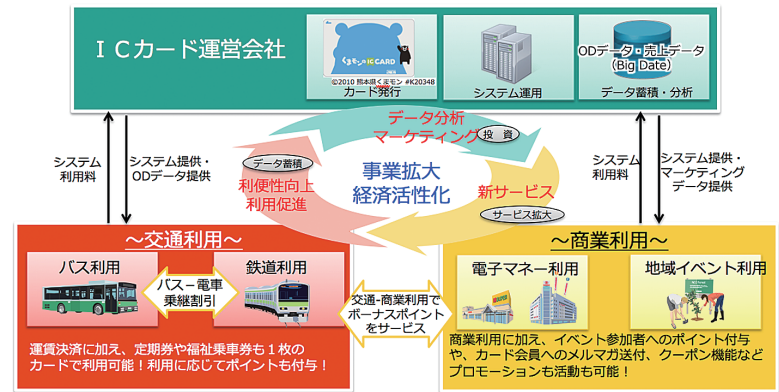 ICカード運営会社
くまモンのIC CARD
©2010 熊本県くまモン #K20348
カード発行
システム運用
ODデータ・売上データ
(Big Date)
データ蓄積・分析
データ分析
マーケティング
投 資
データ蓄積
利便性向上
利用促進
事業拡大
経済活性化
新サービス
サービス拡大
システム
利用料
システム提供・
ODデータ提供
システム
利用料
システム提供・
マーケティング
データ提供
～交通利用～
バス利用
バス－電車
乗継割引
鉄道利用
運賃決済に加え、定期券や福祉乗車券も１枚の
カードで利用可能！利用に応じてポイントも付与！
交通-商業利用で
ボーナスポイント
をサービス
～商業利用～
電子マネー利用
地域イベント利用
商業利用に加え、イベント参加者へのポイント付与
や、カード会員へのメルマガ送付、クーポン機能など
プロモーションも活動も可能！